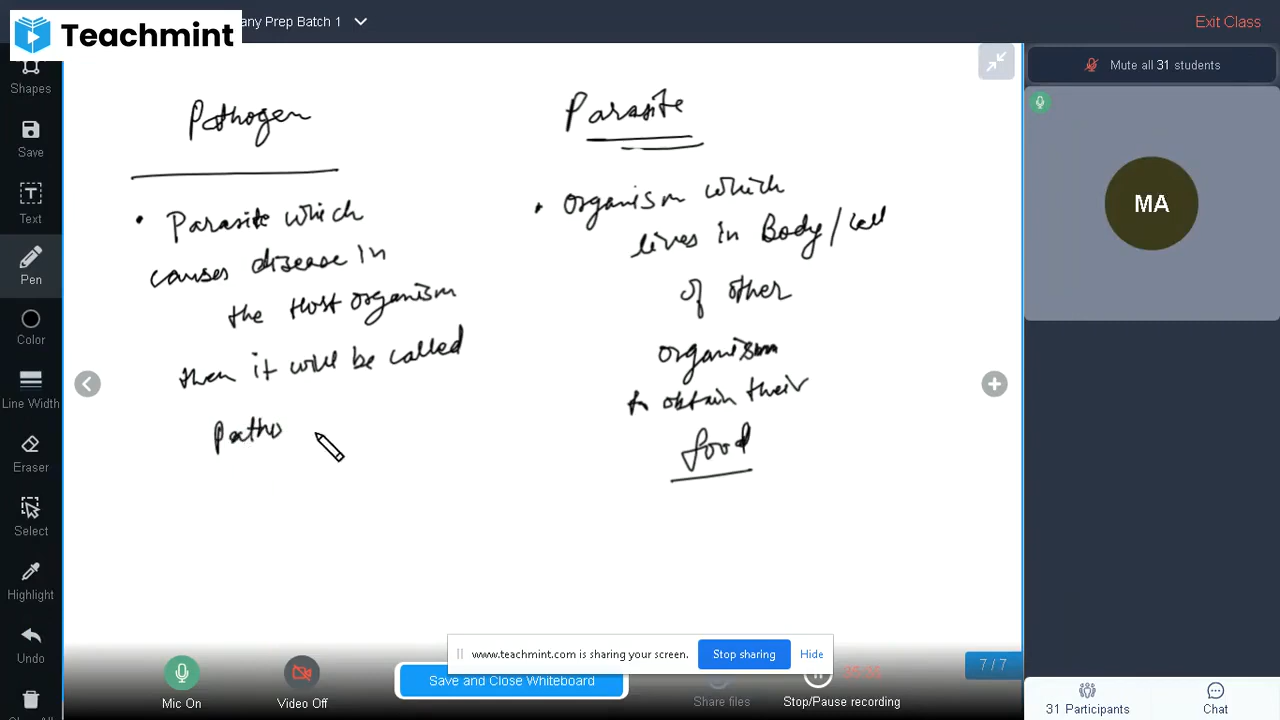 Teachmint
any Prep Batch 1
Exit Class
Shapes
Save
Text
Pen
Color
Line Width
Eraser
Select
Highlight
Undo
Pathogen
• Parasite which
causes disease in
the Host organism
then it will be called
Patho
Parasite
• Organism which
lives in Body/cell
of other
organism
to obtain their
food
Mute all 31 students
MA
www.teachmint.com is sharing your screen.
Stop sharing
Hide
7 / 7
Mic On
Video Off
Save and Close Whiteboard
Share files
Stop/Pause recording
31 Participants
Chat